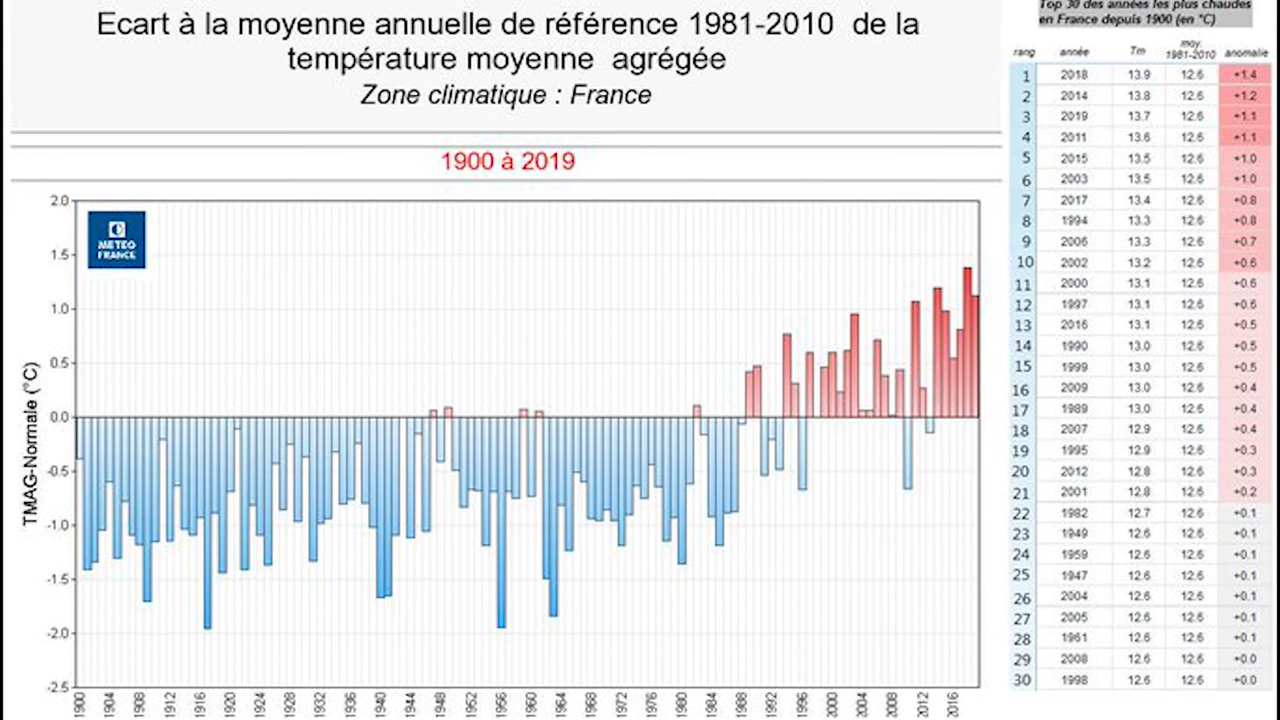 Ecart à la moyenne annuelle de référence 1981-2010 de la
température moyenne agrégée
Zone climatique : France
1900 à 2019
TMAG-Normale (°C)
2.0
1.5
1.0
0.5
0.0
-0.5
-1.0
-1.5
-2.0
-2.5
METEO
FRANCE
1900 1904 1908 1912 1916 1920 1924 1928 1932 1936 1940 1944 1948 1952 1956 1960 1964 1968 1972 1976 1980 1984 1988 1992 1996 2000 2004 2008 2012 2016
Top 30 des années les plus chaudes
en France depuis 1900 (en °C)
rang année Tm moy. 1981-2010 anomalie
1 2018 13.9 12.6 +1.4
2 2014 13.8 12.6 +1.2
3 2019 13.7 12.6 +1.1
4 2011 13.6 12.6 +1.1
5 2015 13.5 12.6 +1.0
6 2003 13.5 12.6 +1.0
7 2017 13.4 12.6 +0.8
8 1994 13.3 12.6 +0.8
9 2006 13.3 12.6 +0.7
10 2002 13.2 12.6 +0.6
11 2000 13.1 12.6 +0.6
12 1997 13.1 12.6 +0.6
13 2016 13.1 12.6 +0.5
14 1990 13.0 12.6 +0.5
15 1999 13.0 12.6 +0.5
16 2009 13.0 12.6 +0.4
17 1989 13.0 12.6 +0.4
18 2007 12.9 12.6 +0.4
19 1995 12.9 12.6 +0.3
20 2012 12.8 12.6 +0.3
21 2001 12.8 12.6 +0.2
22 1982 12.7 12.6 +0.1
23 1949 12.6 12.6 +0.1
24 1959 12.6 12.6 +0.1
25 1947 12.6 12.6 +0.1
26 2004 12.6 12.6 +0.1
27 2005 12.6 12.6 +0.1
28 1961 12.6 12.6 +0.1
29 2008 12.6 12.6 +0.0
30 1998 12.6 12.6 +0.0